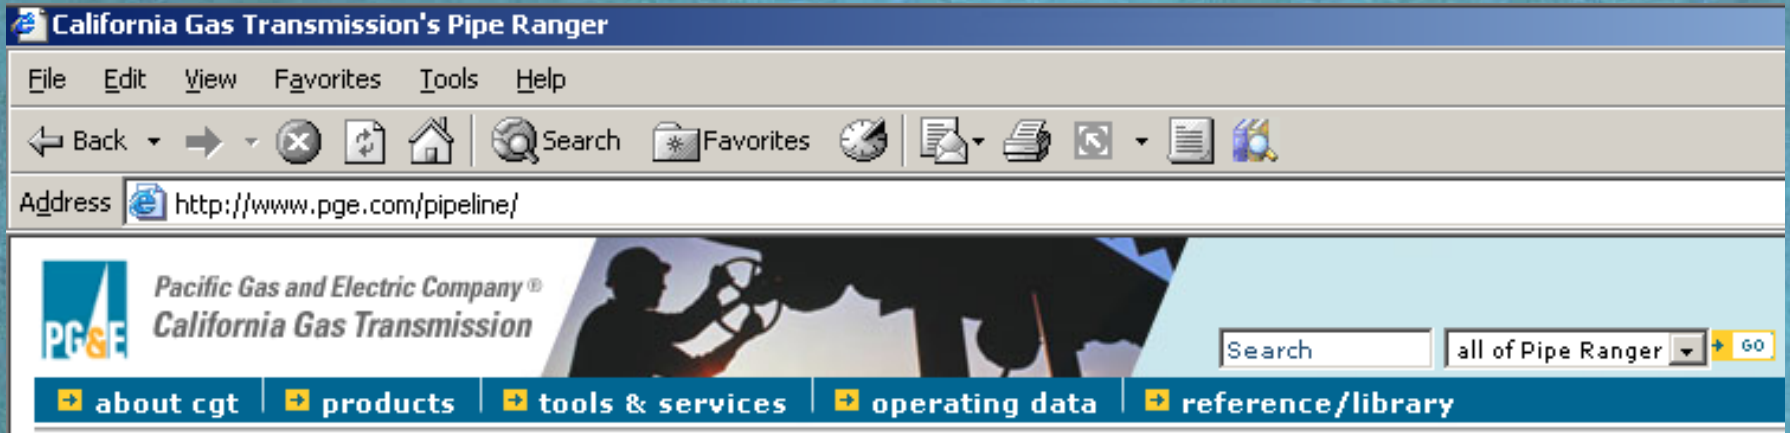 California Gas Transmission's Pipe Ranger
File Edit View Favorites Tools Help
Back Search Favorites
Address http://www.pge.com/pipeline/
Pacific Gas and Electric Company ®
California Gas Transmission
PG&E
Search all of Pipe Ranger GO
about cgt products tools & services operating data reference/library